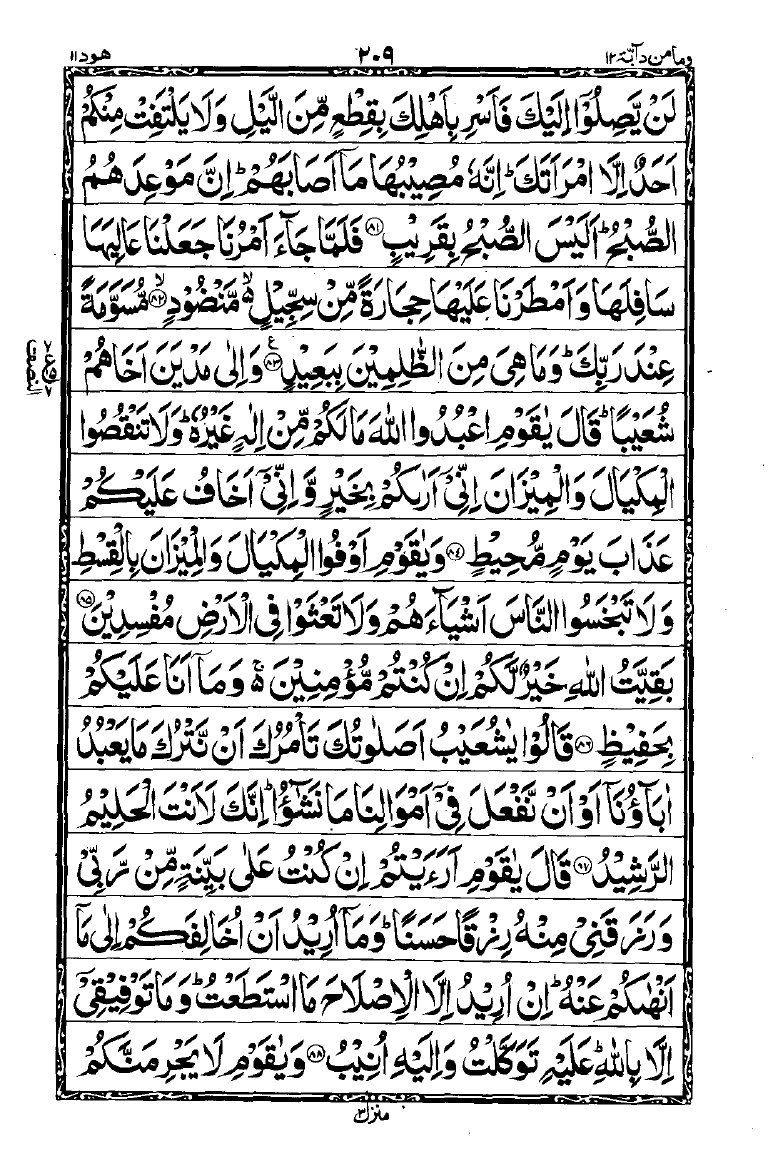 وما من دآبة ١٢ ٢٠٩ هود ١١
لَنْ يَّصِلُوْۤا اِلَيْكَ فَاَسْرِ بِاَهْلِكَ بِقِطْعٍ مِّنَ الَّيْلِ وَلَا يَلْتَفِتْ مِنْكُمْ
اَحَدٌ اِلَّا امْرَاَتَكَ ؕ اِنَّهٗ مُصِيْبُهَا مَاۤ اَصَابَهُمْ ؕ اِنَّ مَوْعِدَهُمُ
الصُّبْحُ ؕ اَلَيْسَ الصُّبْحُ بِقَرِيْبٍ ﴿٨١﴾ فَلَمَّا جَآءَ اَمْرُنَا جَعَلْنَا عَالِيَهَا
سَافِلَهَا وَاَمْطَرْنَا عَلَيْهَا حِجَارَةً مِّنْ سِجِّيْلٍ ۙ۬ مَّنْضُوْدٍ ﴿٨٢﴾ۙ مُّسَوَّمَةً
عِنْدَ رَبِّكَ ؕ وَمَا هِيَ مِنَ الظّٰلِمِيْنَ بِبَعِيْدٍ ﴿٨٣﴾ ع وَاِلٰى مَدْيَنَ اَخَاهُمْ
شُعَيْبًا ؕ قَالَ يٰقَوْمِ اعْبُدُوا اللّٰهَ مَا لَكُمْ مِّنْ اِلٰهٍ غَيْرُهٗ ؕ وَلَا تَنْقُصُوا
الْمِكْيَالَ وَالْمِيْزَانَ اِنِّيْۤ اَرٰىكُمْ بِخَيْرٍ وَّاِنِّيْۤ اَخَافُ عَلَيْكُمْ
عَذَابَ يَوْمٍ مُّحِيْطٍ ﴿٨٤﴾ وَيٰقَوْمِ اَوْفُوا الْمِكْيَالَ وَالْمِيْزَانَ بِالْقِسْطِ
وَلَا تَبْخَسُوا النَّاسَ اَشْيَآءَهُمْ وَلَا تَعْثَوْا فِى الْاَرْضِ مُفْسِدِيْنَ ﴿٨٥﴾
بَقِيَّتُ اللّٰهِ خَيْرٌ لَّكُمْ اِنْ كُنْتُمْ مُّؤْمِنِيْنَ ۬ۚ وَمَاۤ اَنَا عَلَيْكُمْ
بِحَفِيْظٍ ﴿٨٦﴾ قَالُوْا يٰشُعَيْبُ اَصَلٰوتُكَ تَاْمُرُكَ اَنْ نَّتْرُكَ مَا يَعْبُدُ
اٰبَآؤُنَاۤ اَوْ اَنْ نَّفْعَلَ فِيْۤ اَمْوَالِنَا مَا نَشٰٓؤُا ؕ اِنَّكَ لَاَنْتَ الْحَلِيْمُ
الرَّشِيْدُ ﴿٨٧﴾ قَالَ يٰقَوْمِ اَرَءَيْتُمْ اِنْ كُنْتُ عَلٰى بَيِّنَةٍ مِّنْ رَّبِّيْ
وَرَزَقَنِيْ مِنْهُ رِزْقًا حَسَنًا ؕ وَمَاۤ اُرِيْدُ اَنْ اُخَالِفَكُمْ اِلٰى مَاۤ
اَنْهٰىكُمْ عَنْهُ ؕ اِنْ اُرِيْدُ اِلَّا الْاِصْلَاحَ مَا اسْتَطَعْتُ ؕ وَمَا تَوْفِيْقِيْۤ
اِلَّا بِاللّٰهِ ؕ عَلَيْهِ تَوَكَّلْتُ وَاِلَيْهِ اُنِيْبُ ﴿٨٨﴾ وَيٰقَوْمِ لَا يَجْرِمَنَّكُمْ
النصف
منزل ٣